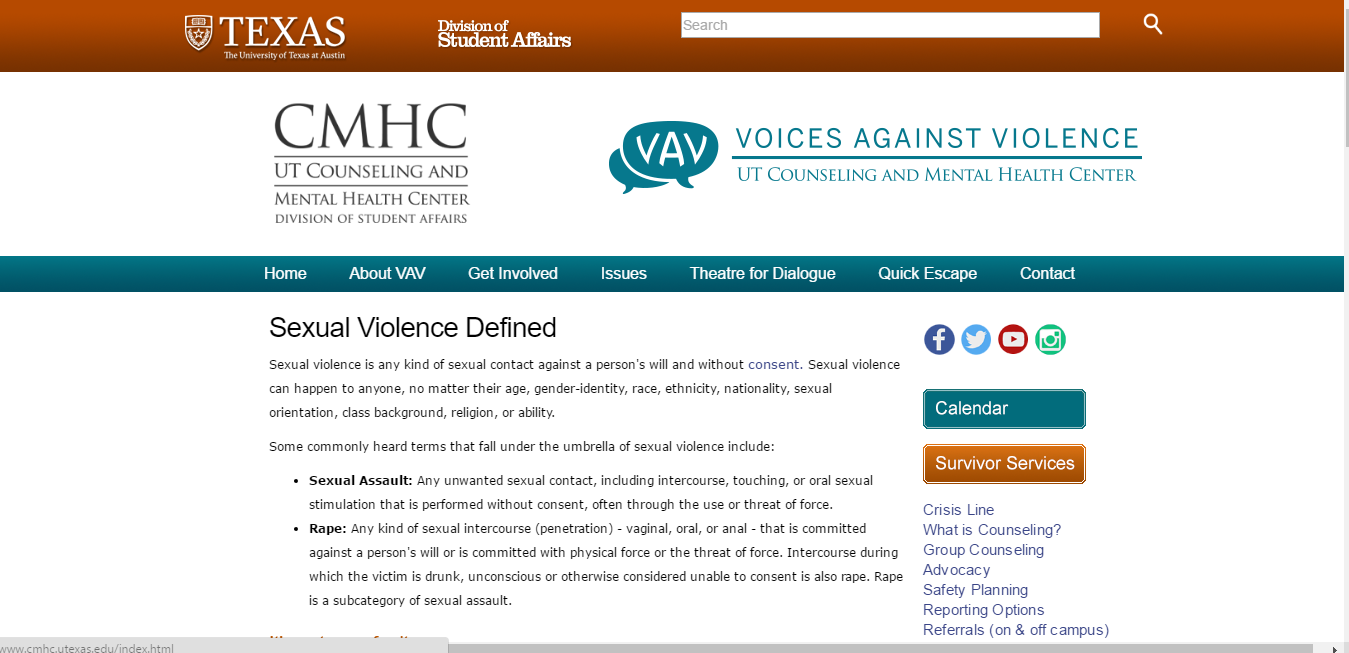 TEXAS
The University of Texas at Austin
Division of
Student Affairs
Search
CMHC
UT Counseling and
Mental Health Center
Division of Student Affairs
VAV
VOICES AGAINST VIOLENCE
UT Counseling and Mental Health Center
Home About VAV Get Involved Issues Theatre for Dialogue Quick Escape Contact
Sexual Violence Defined
Sexual violence is any kind of sexual contact against a person's will and without consent. Sexual violence
can happen to anyone, no matter their age, gender-identity, race, ethnicity, nationality, sexual
orientation, class background, religion, or ability.
Some commonly heard terms that fall under the umbrella of sexual violence include:
• Sexual Assault: Any unwanted sexual contact, including intercourse, touching, or oral sexual
stimulation that is performed without consent, often through the use or threat of force.
• Rape: Any kind of sexual intercourse (penetration) - vaginal, oral, or anal - that is committed
against a person's will or is committed with physical force or the threat of force. Intercourse during
which the victim is drunk, unconscious or otherwise considered unable to consent is also rape. Rape
is a subcategory of sexual assault.
Calendar
Survivor Services
Crisis Line
What is Counseling?
Group Counseling
Advocacy
Safety Planning
Reporting Options
Referrals (on & off campus)
www.cmhc.utexas.edu/index.html